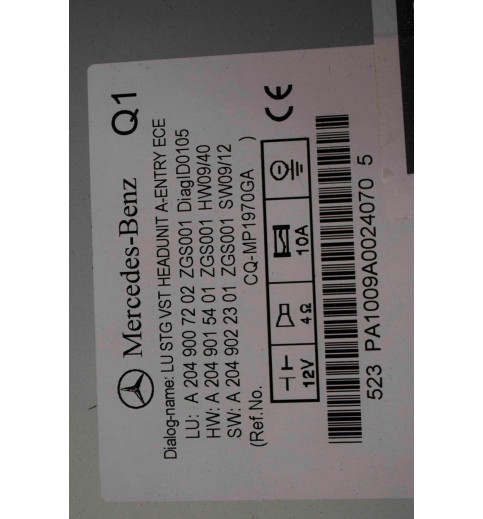 Mercedes-Benz Q1
Dialog-name: LU STG VST HEADUNIT A-ENTRY ECE
LU: A 204 900 72 02 ZGS001 DiagID0105
HW: A 204 901 54 01 ZGS001 HW09/40
SW: A 204 902 23 01 ZGS001 SW09/12
(Ref.No. CQ-MP1970GA )
12V 4Ω 10A
CE
523 PA1009A0024070 5